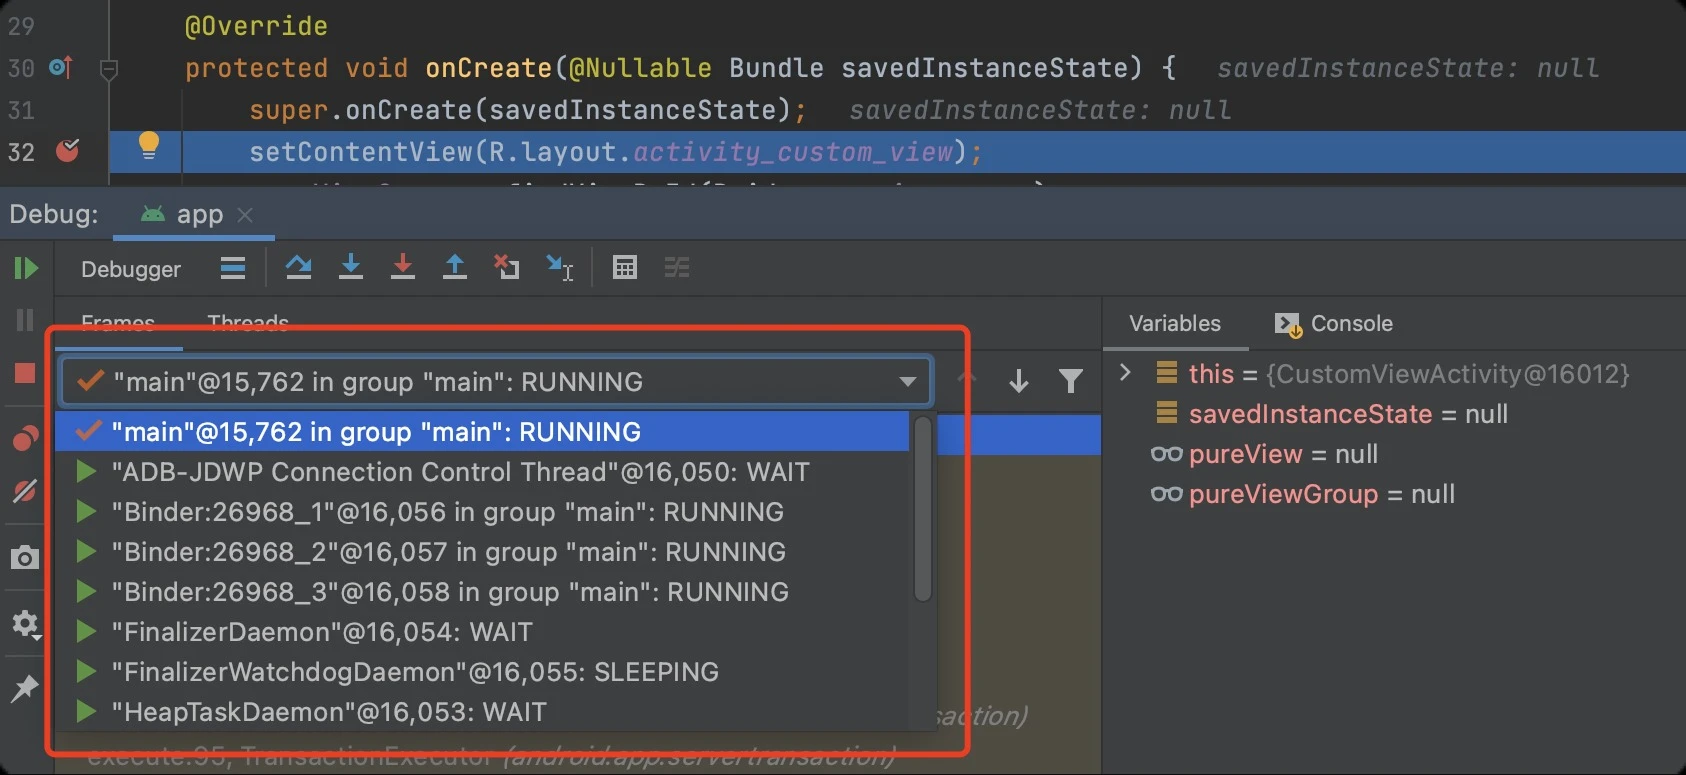 29 @Override
30 protected void onCreate(@Nullable Bundle savedInstanceState) { savedInstanceState: null
31 super.onCreate(savedInstanceState); savedInstanceState: null
32 setContentView(R.layout.activity_custom_view);
Debug: app
Debugger
Frames Threads
Variables Console
"main"@15,762 in group "main": RUNNING
"main"@15,762 in group "main": RUNNING
"ADB-JDWP Connection Control Thread"@16,050: WAIT
"Binder:26968_1"@16,056 in group "main": RUNNING
"Binder:26968_2"@16,057 in group "main": RUNNING
"Binder:26968_3"@16,058 in group "main": RUNNING
"FinalizerDaemon"@16,054: WAIT
"FinalizerWatchdogDaemon"@16,055: SLEEPING
"HeapTaskDaemon"@16,053: WAIT
saction)
execute:95, TransactionExecutor (android.app.servertransaction)
this = {CustomViewActivity@16012}
savedInstanceState = null
pureView = null
pureViewGroup = null